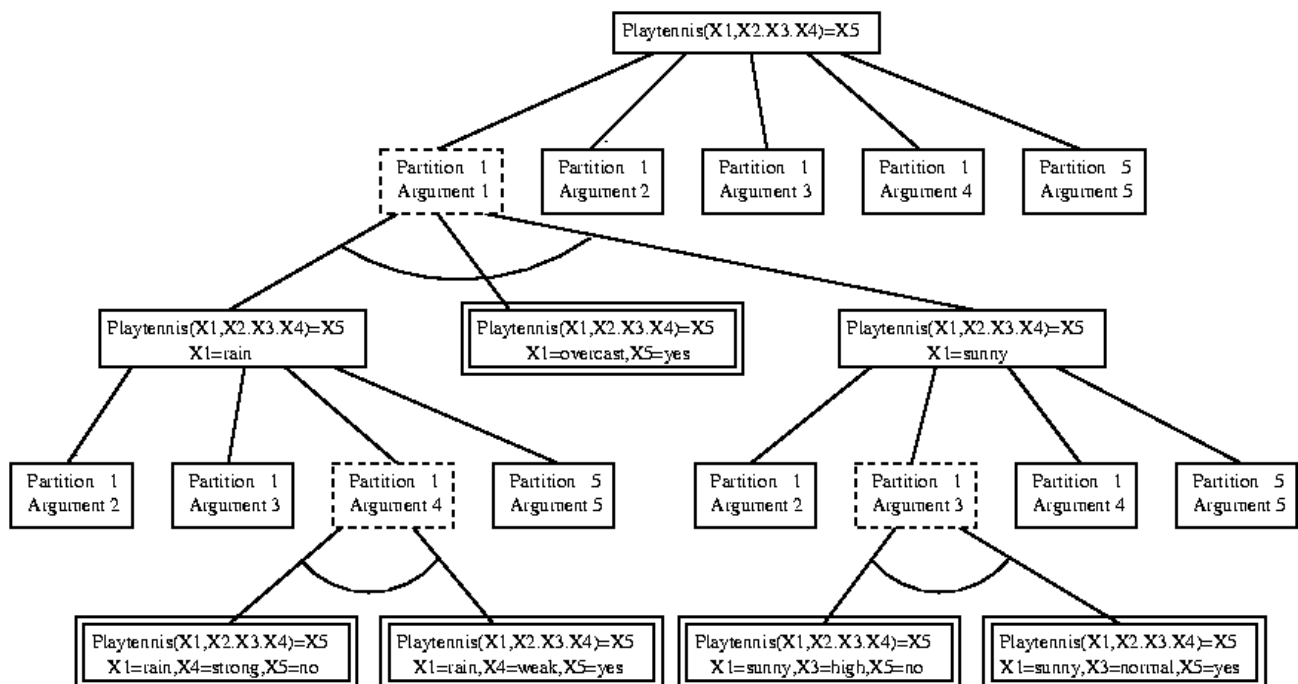 Playtennis(X1,X2.X3.X4)=X5
Partition 1
Argument 1
Partition 1
Argument 2
Partition 1
Argument 3
Partition 1
Argument 4
Partition 5
Argument 5
Playtennis(X1,X2.X3.X4)=X5
X1=rain
Playtennis(X1,X2.X3.X4)=X5
X1=overcast,X5=yes
Playtennis(X1,X2.X3.X4)=X5
X1=sunny
Partition 1
Argument 2
Partition 1
Argument 3
Partition 1
Argument 4
Partition 5
Argument 5
Partition 1
Argument 2
Partition 1
Argument 3
Partition 1
Argument 4
Partition 5
Argument 5
Playtennis(X1,X2.X3.X4)=X5
X1=rain,X4=strong,X5=no
Playtennis(X1,X2.X3.X4)=X5
X1=rain,X4=weak,X5=yes
Playtennis(X1,X2.X3.X4)=X5
X1=sunny,X3=high,X5=no
Playtennis(X1,X2.X3.X4)=X5
X1=sunny,X3=normal,X5=yes